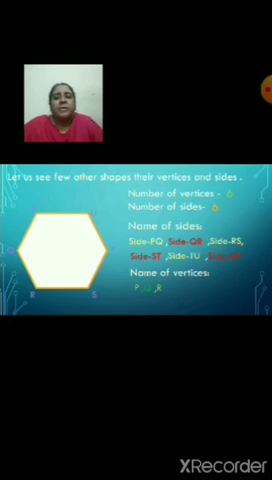 Let us see few other shapes their vertices and sides .
Number of vertices - 6
Number of sides- 6
Name of sides:
Side-PQ ,Side-QR ,Side-RS,
Side-ST ,Side-TU ,
Name of vertices:
P ,Q ,R
Q
R S
XRecorder